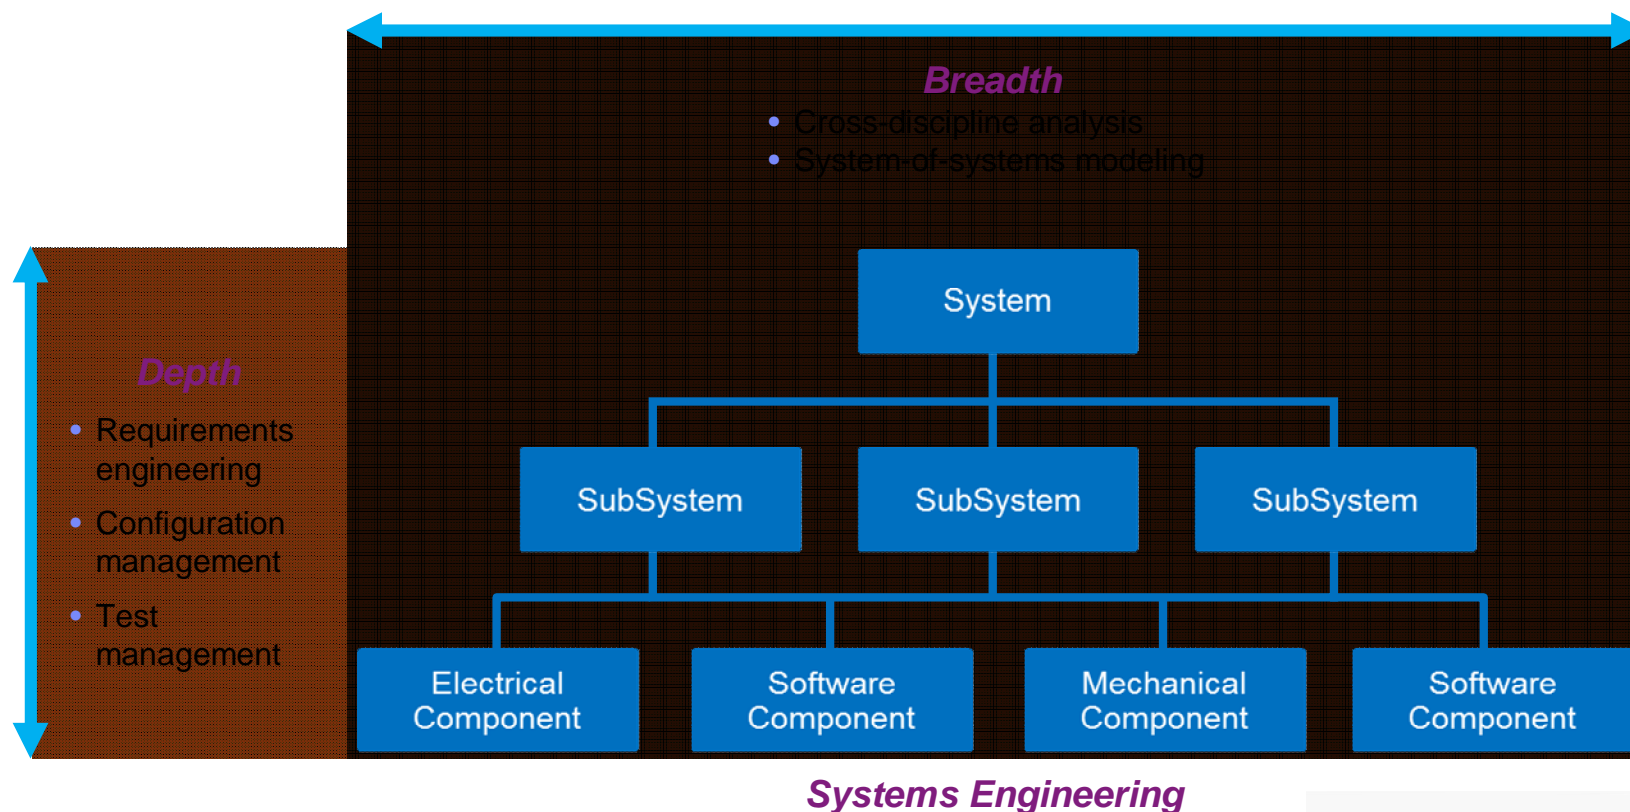 Breadth
• Cross-discipline analysis
• System-of-systems modeling
System
Depth
• Requirements
engineering
• Configuration
management
• Test
management
SubSystem
SubSystem
SubSystem
Electrical
Component
Software
Component
Mechanical
Component
Software
Component
Systems Engineering